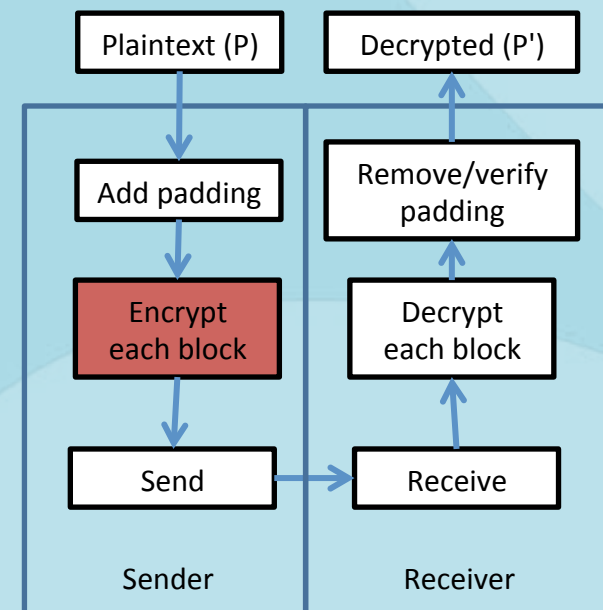 Plaintext (P)
Decrypted (P')
Add padding
Remove/verify
padding
Encrypt
each block
Decrypt
each block
Send
Receive
Sender
Receiver